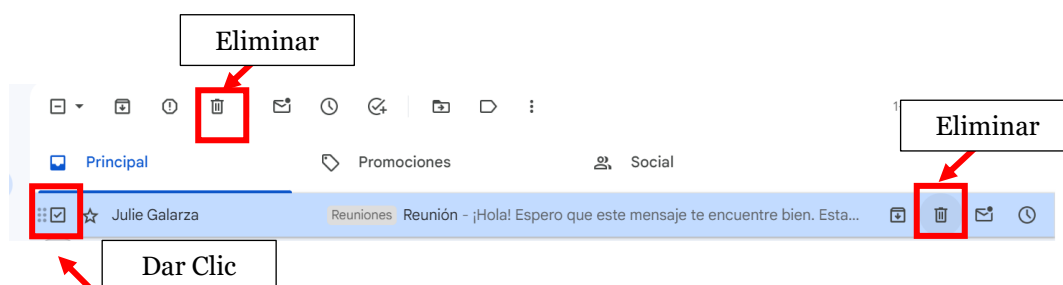 Eliminar
Eliminar
Principal Promociones Social
Julie Galarza Reuniones Reunión - ¡Hola! Espero que este mensaje te encuentre bien. Esta...
Dar Clic